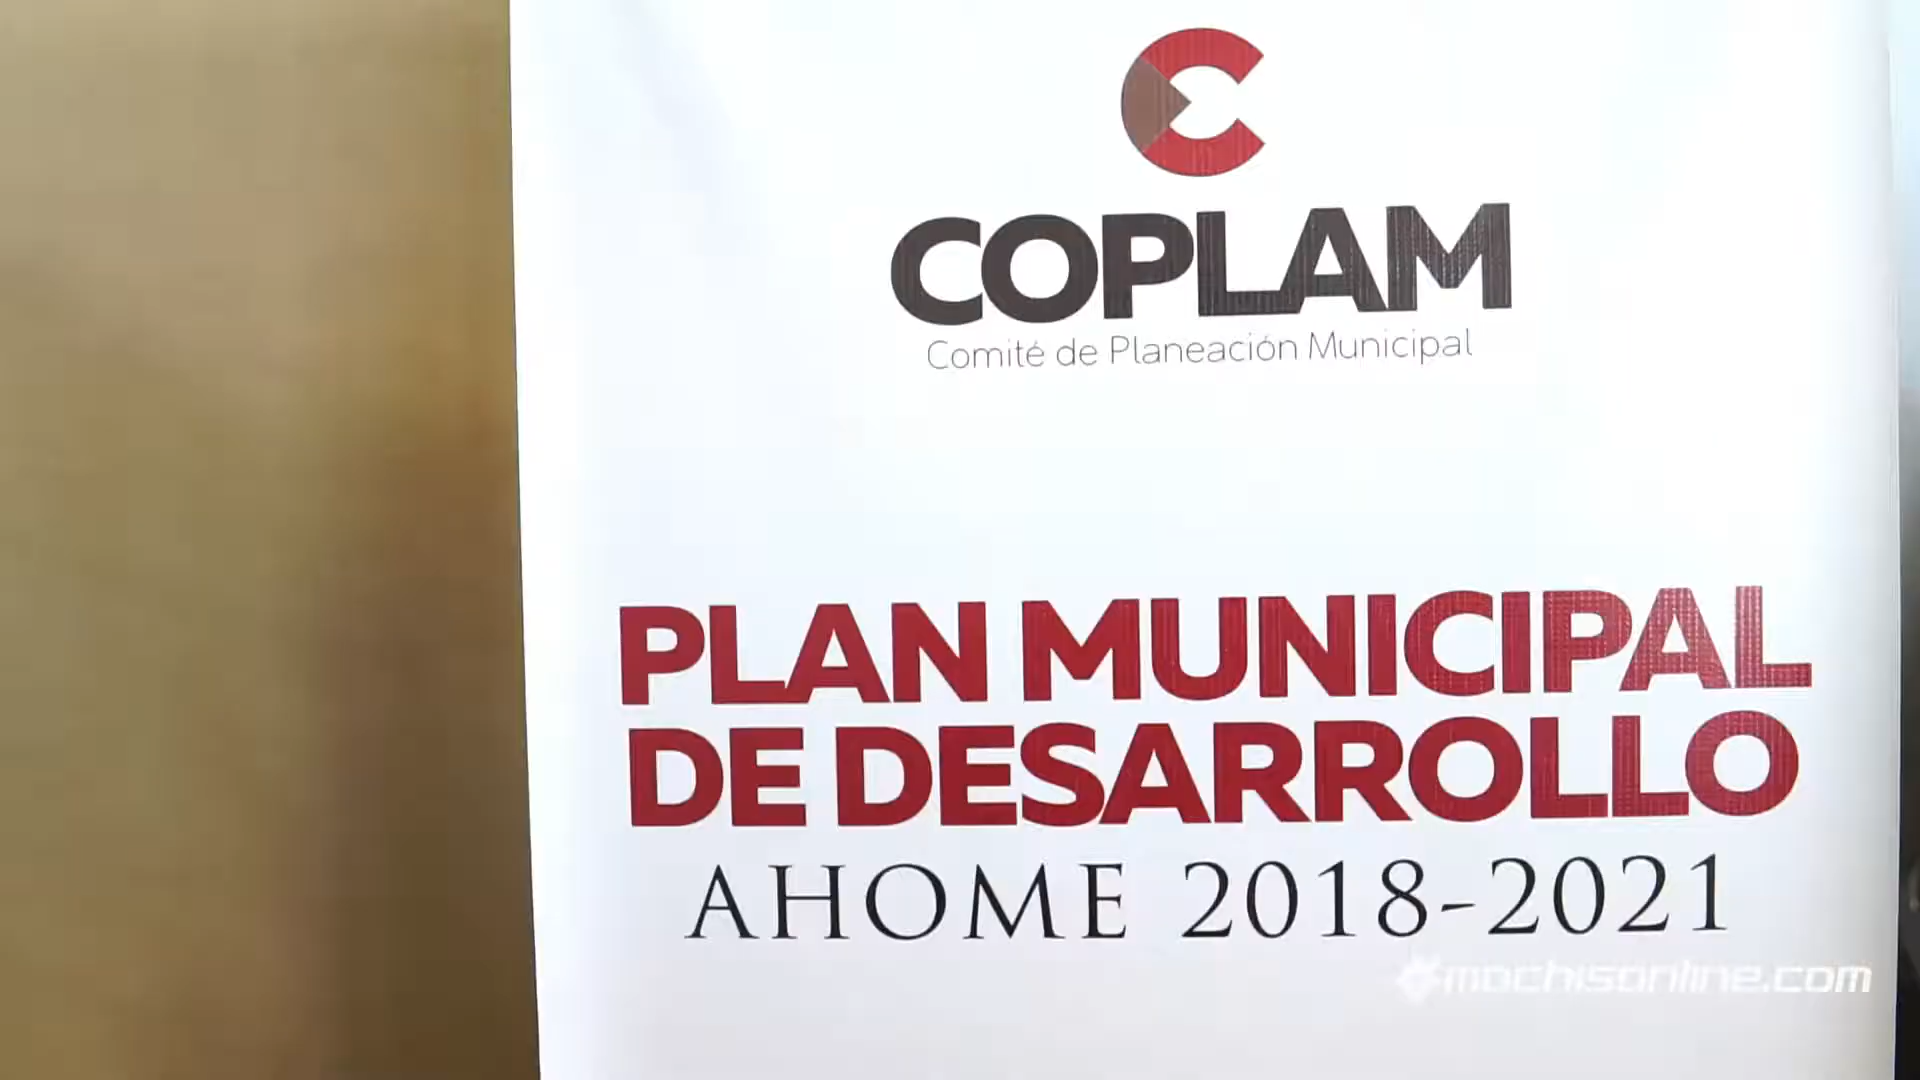 COPLAM
Comité de Planeación Municipal
PLAN MUNICIPAL
DE DESARROLLO
AHOME 2018-2021
mochisonline.com